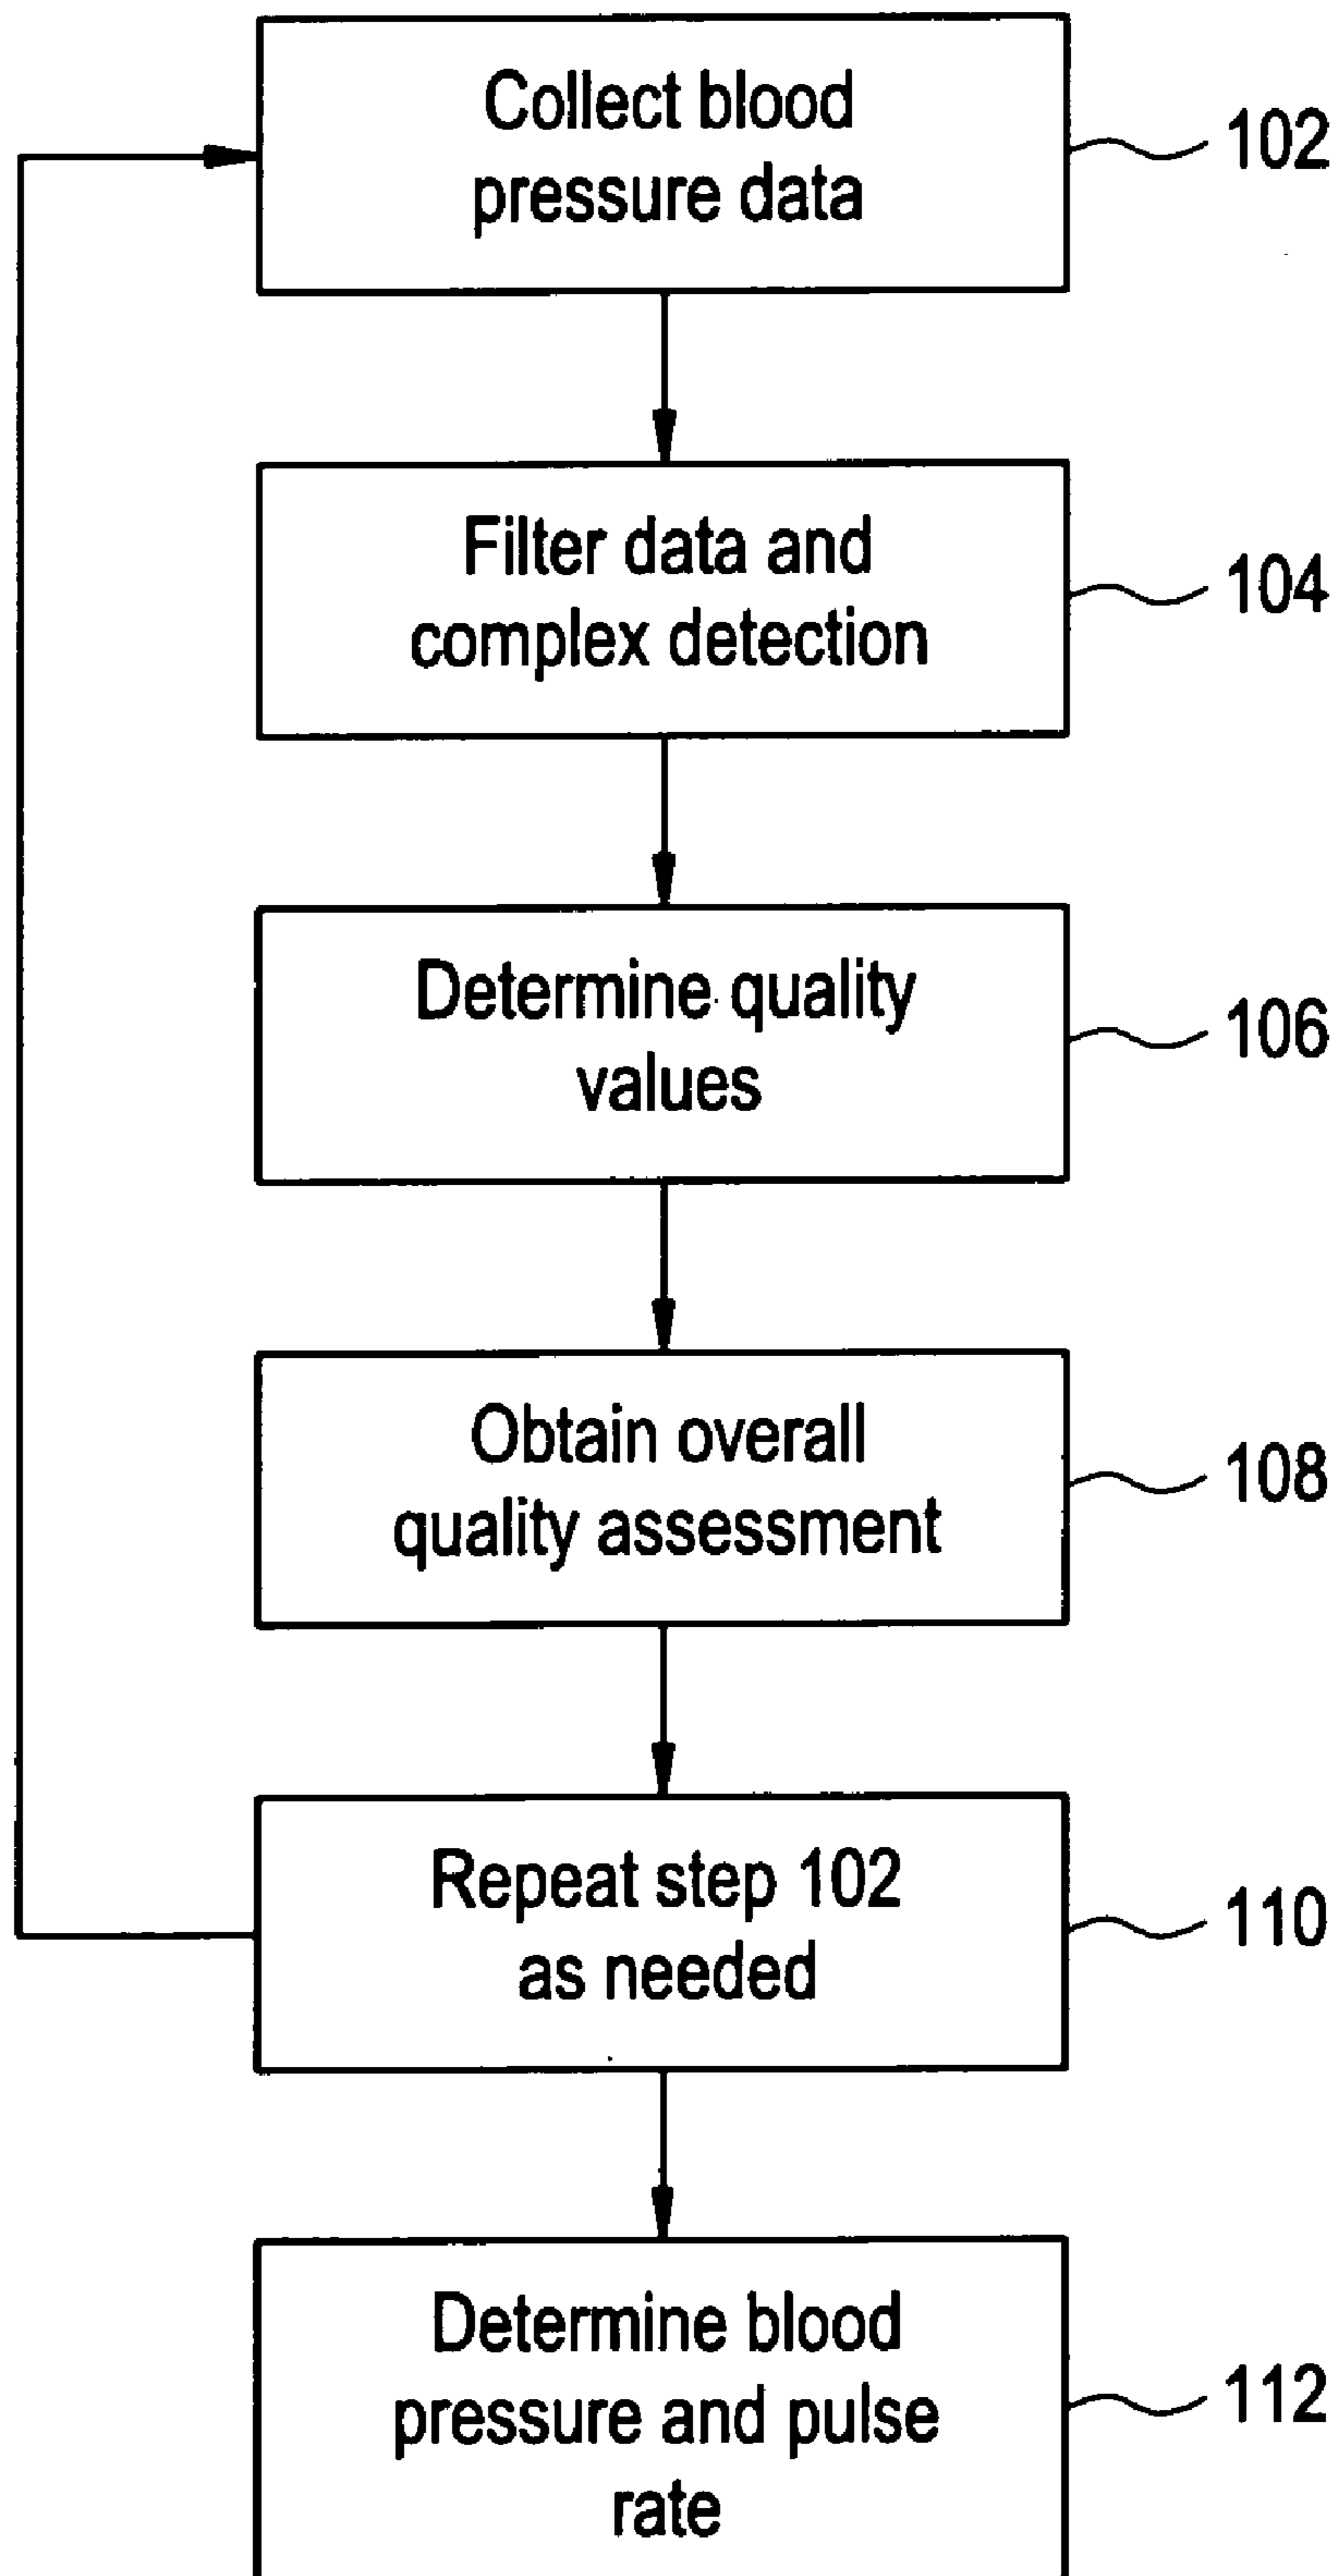 Collect blood
pressure data
102
Filter data and
complex detection
104
Determine quality
values
106
Obtain overall
quality assessment
108
Repeat step 102
as needed
110
Determine blood
pressure and pulse
rate
112